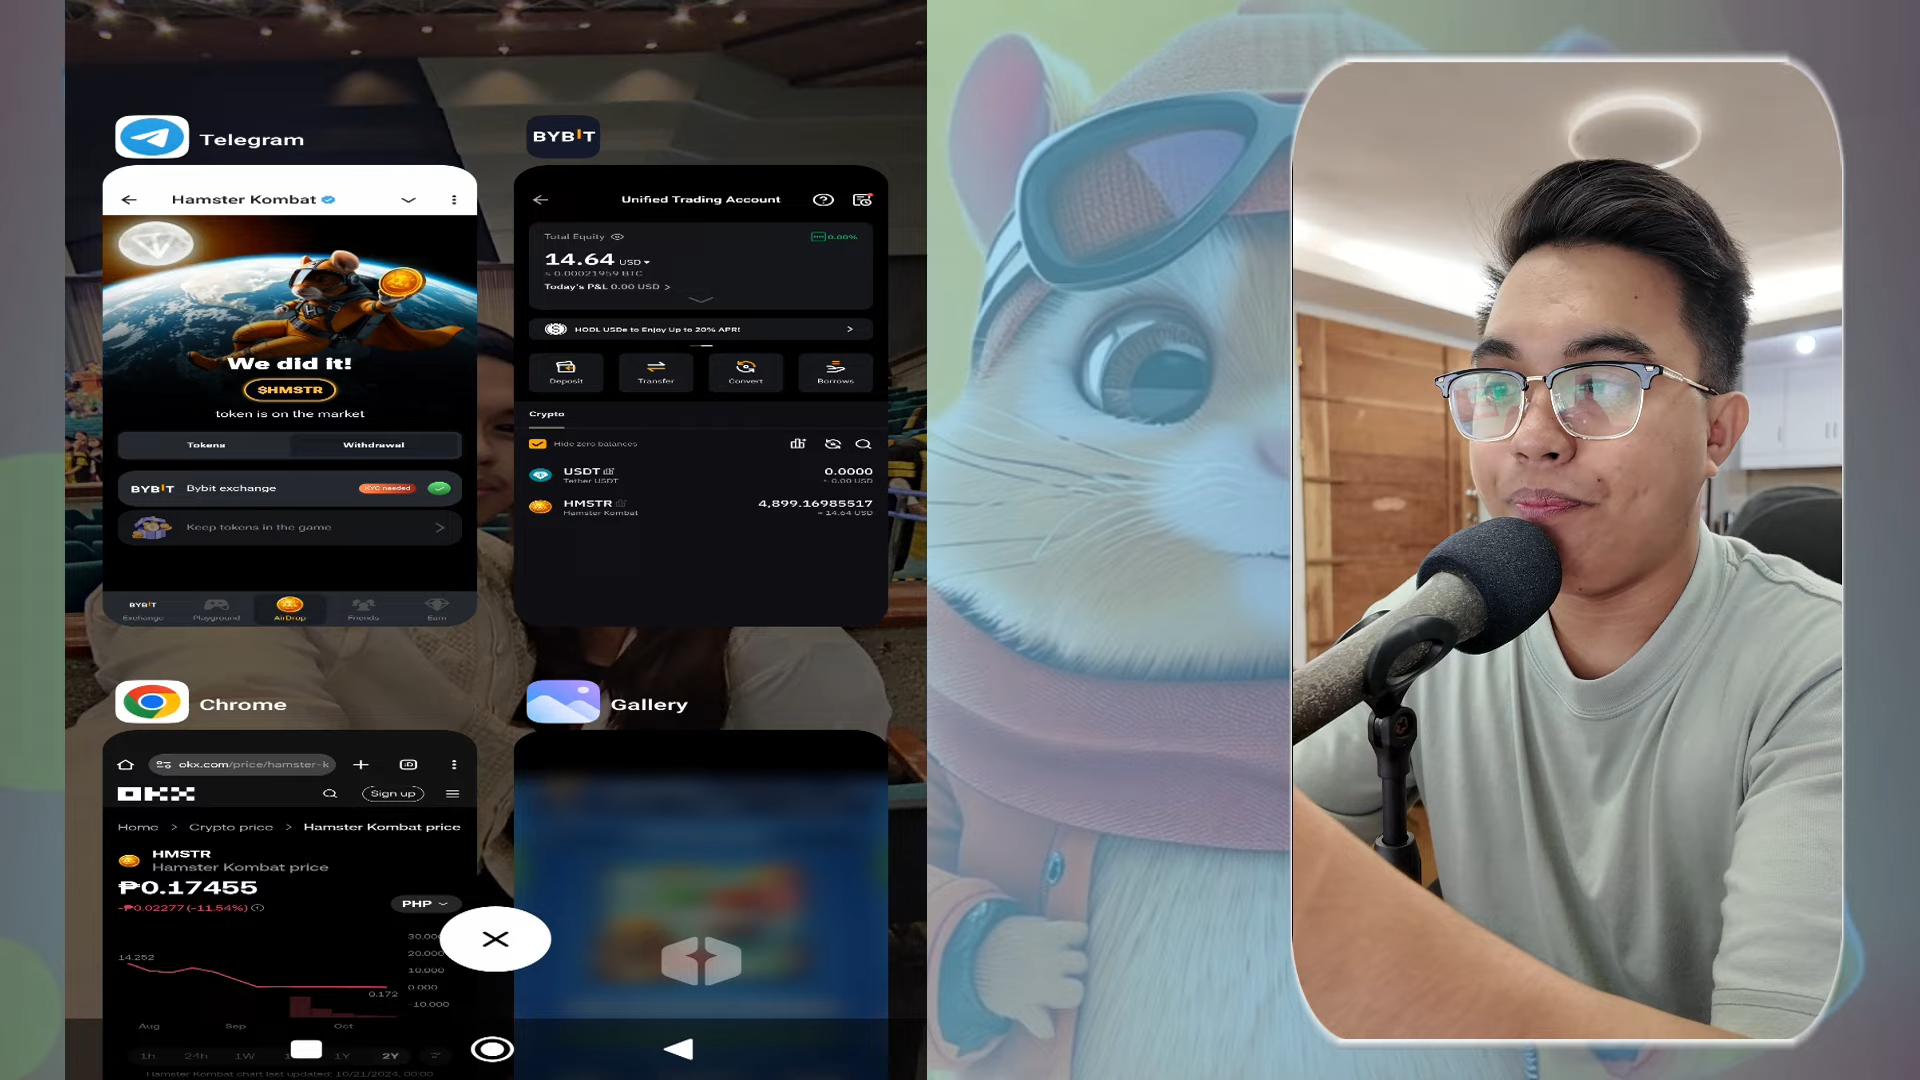 Telegram
Hamster Kombat
We did it!
$HMSTR
token is on the market
Tokens
Withdrawal
BYBIT
Bybit exchange
KYC needed
Keep tokens in the game
BYBIT
Exchange
Playground
AirDrop
Friends
Earn
BYBIT
Unified Trading Account
Total Equity
0.00%
14.64 USD
≈ 0.00021959 BTC
Today's P&L 0.00 USD >
HODL USDe to Enjoy Up to 20% APR!
Deposit
Transfer
Convert
Borrows
Crypto
Hide zero balances
USDT
0.0000
Tether USDT
≈ 0.00 USD
HMSTR
4,899.16985517
Hamster Kombat
≈ 14.64 USD
Chrome
okx.com/price/hamster-k
OKX
Sign up
Home > Crypto price > Hamster Kombat price
HMSTR
Hamster Kombat price
₱0.17455
-₱0.02277 (-11.54%)
PHP
30.00
20.000
14.252
10.000
0.000
0.172
-10.000
Aug
Sep
Oct
1h
24h
1W
1Y
2Y
Hamster Kombat chart last updated: 10/21/2024, 00:00
Gallery